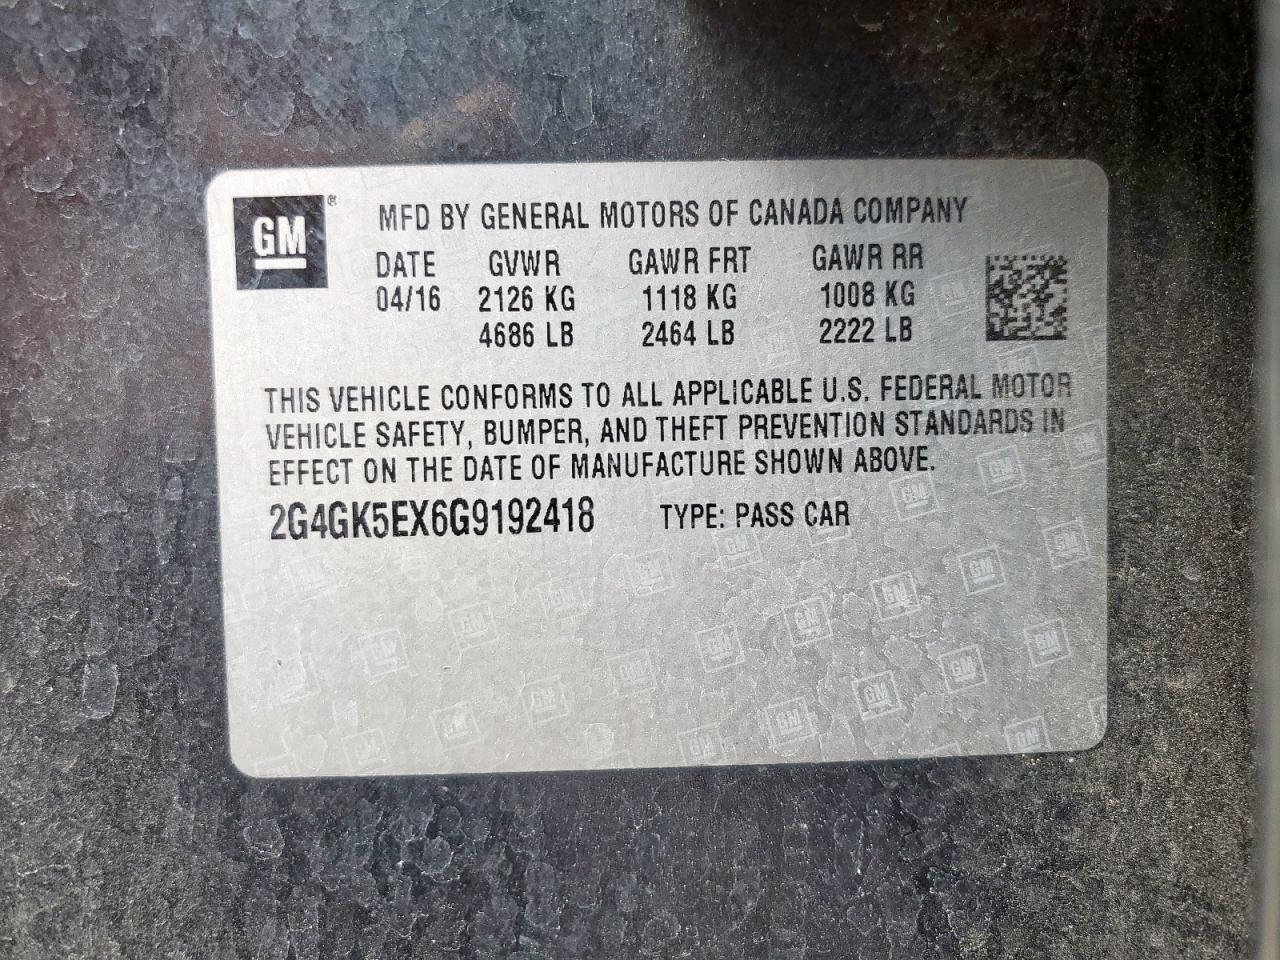 GM ®
MFD BY GENERAL MOTORS OF CANADA COMPANY
DATE GVWR GAWR FRT GAWR RR
04/16 2126 KG 1118 KG 1008 KG
4686 LB 2464 LB 2222 LB
THIS VEHICLE CONFORMS TO ALL APPLICABLE U.S. FEDERAL MOTOR
VEHICLE SAFETY, BUMPER, AND THEFT PREVENTION STANDARDS IN
EFFECT ON THE DATE OF MANUFACTURE SHOWN ABOVE.
2G4GK5EX6G9192418 TYPE: PASS CAR